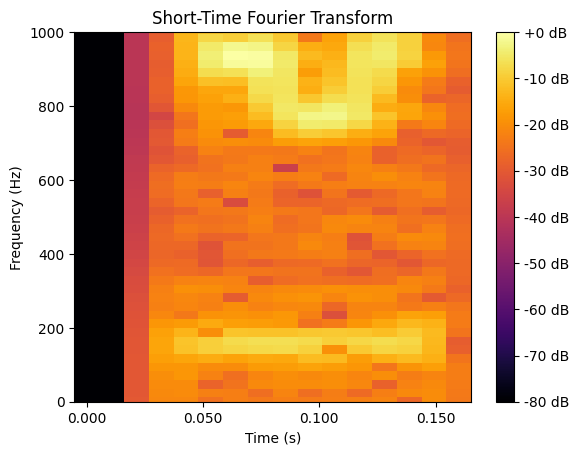 Short-Time Fourier Transform
1000
800
600
400
200
0
Frequency (Hz)
0.000
0.050
0.100
0.150
Time (s)
+0 dB
-10 dB
-20 dB
-30 dB
-40 dB
-50 dB
-60 dB
-70 dB
-80 dB